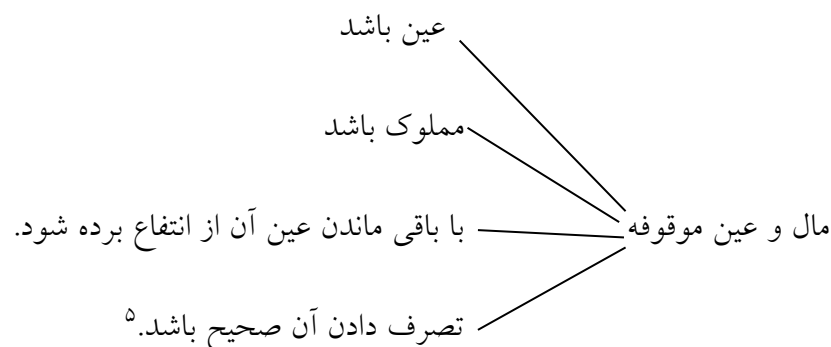 عین باشد
مملوک باشد
مال و عین موقوفه
با باقی ماندن عین آن از انتفاع برده شود.
تصرف دادن آن صحیح باشد.۵